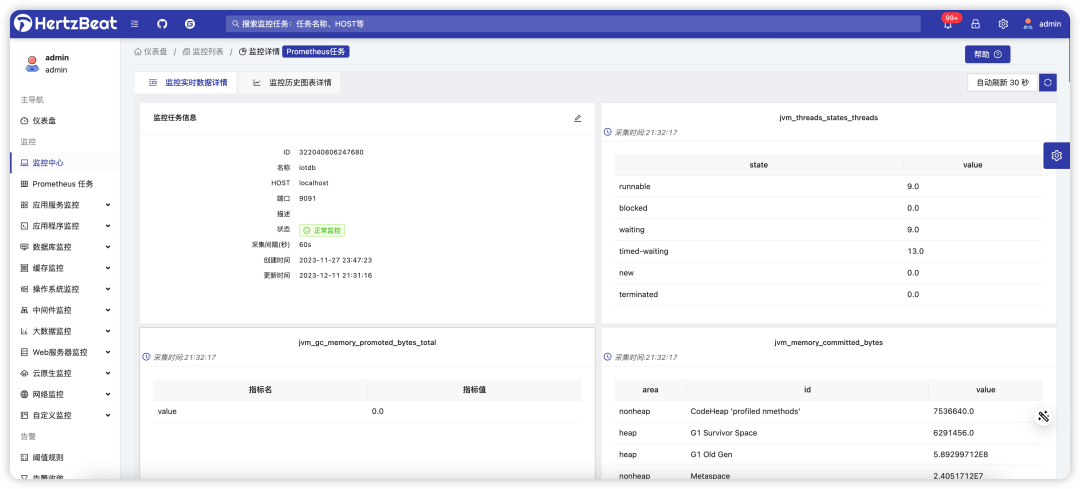 HertzBeat
搜索监控任务：任务名称、HOST等
99+
admin
admin
admin
仪表盘 / 监控列表 / 监控详情 Prometheus任务
帮助
监控实时数据详情
监控历史图表详情
自动刷新 30 秒
主导航
仪表盘
监控
监控中心
Prometheus 任务
应用服务监控
应用程序监控
数据库监控
缓存监控
操作系统监控
中间件监控
大数据监控
Web服务器监控
云原生监控
网络监控
自定义监控
告警
阈值规则
监控任务信息
ID 322040806247680
名称 iotdb
HOST localhost
端口 9091
描述
状态 正常监控
采集间隔(秒) 60s
创建时间 2023-11-27 23:47:23
更新时间 2023-12-11 21:31:16
jvm_threads_states_threads
采集时间:21:32:17
state value
runnable 9.0
blocked 0.0
waiting 9.0
timed-waiting 13.0
new 0.0
terminated 0.0
jvm_gc_memory_promoted_bytes_total
采集时间:21:32:17
指标名 指标值
value 0.0
jvm_memory_committed_bytes
采集时间:21:32:17
area id value
nonheap CodeHeap 'profiled nmethods' 7536640.0
heap G1 Survivor Space 6291456.0
heap G1 Old Gen 5.89299712E8
nonheap Metaspace 2.4051712E7